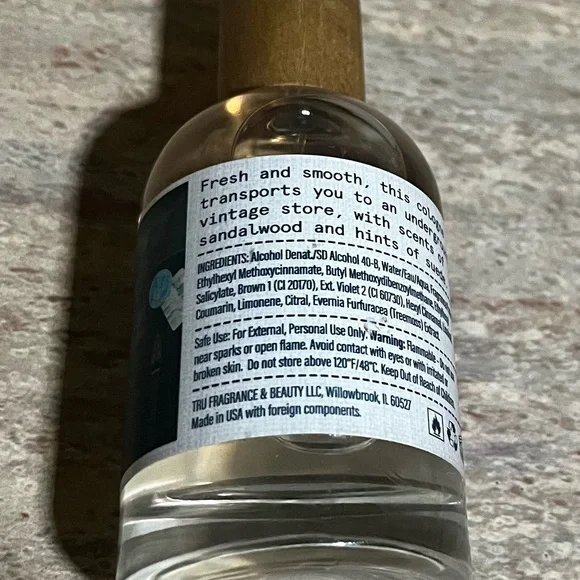 Fresh and smooth, this
transports you to an
vintage store, with scents of
sandalwood and hints of
INGREDIENTS: Alcohol Denat./SD Alcohol 40-B, Water/Eau/Aqua,
Ethylhexyl Methoxycinnamate, Butyl Methoxydibenzoylmethane,
Salicylate, Brown 1 (CI 20170), Ext. Violet 2 (CI 60730), Hexyl
Coumarin, Limonene, Citral, Evernia Furfuracea (Treemoss) Extract.
Safe Use: For External, Personal Use Only. Warning: Flammable -
near sparks or open flame. Avoid contact with eyes or with irritated or
broken skin. Do not store above 120°F/48°C. Keep Out of Reach of Children
TRU FRAGRANCE & BEAUTY LLC, Willowbrook, IL 60527
Made in USA with foreign components.